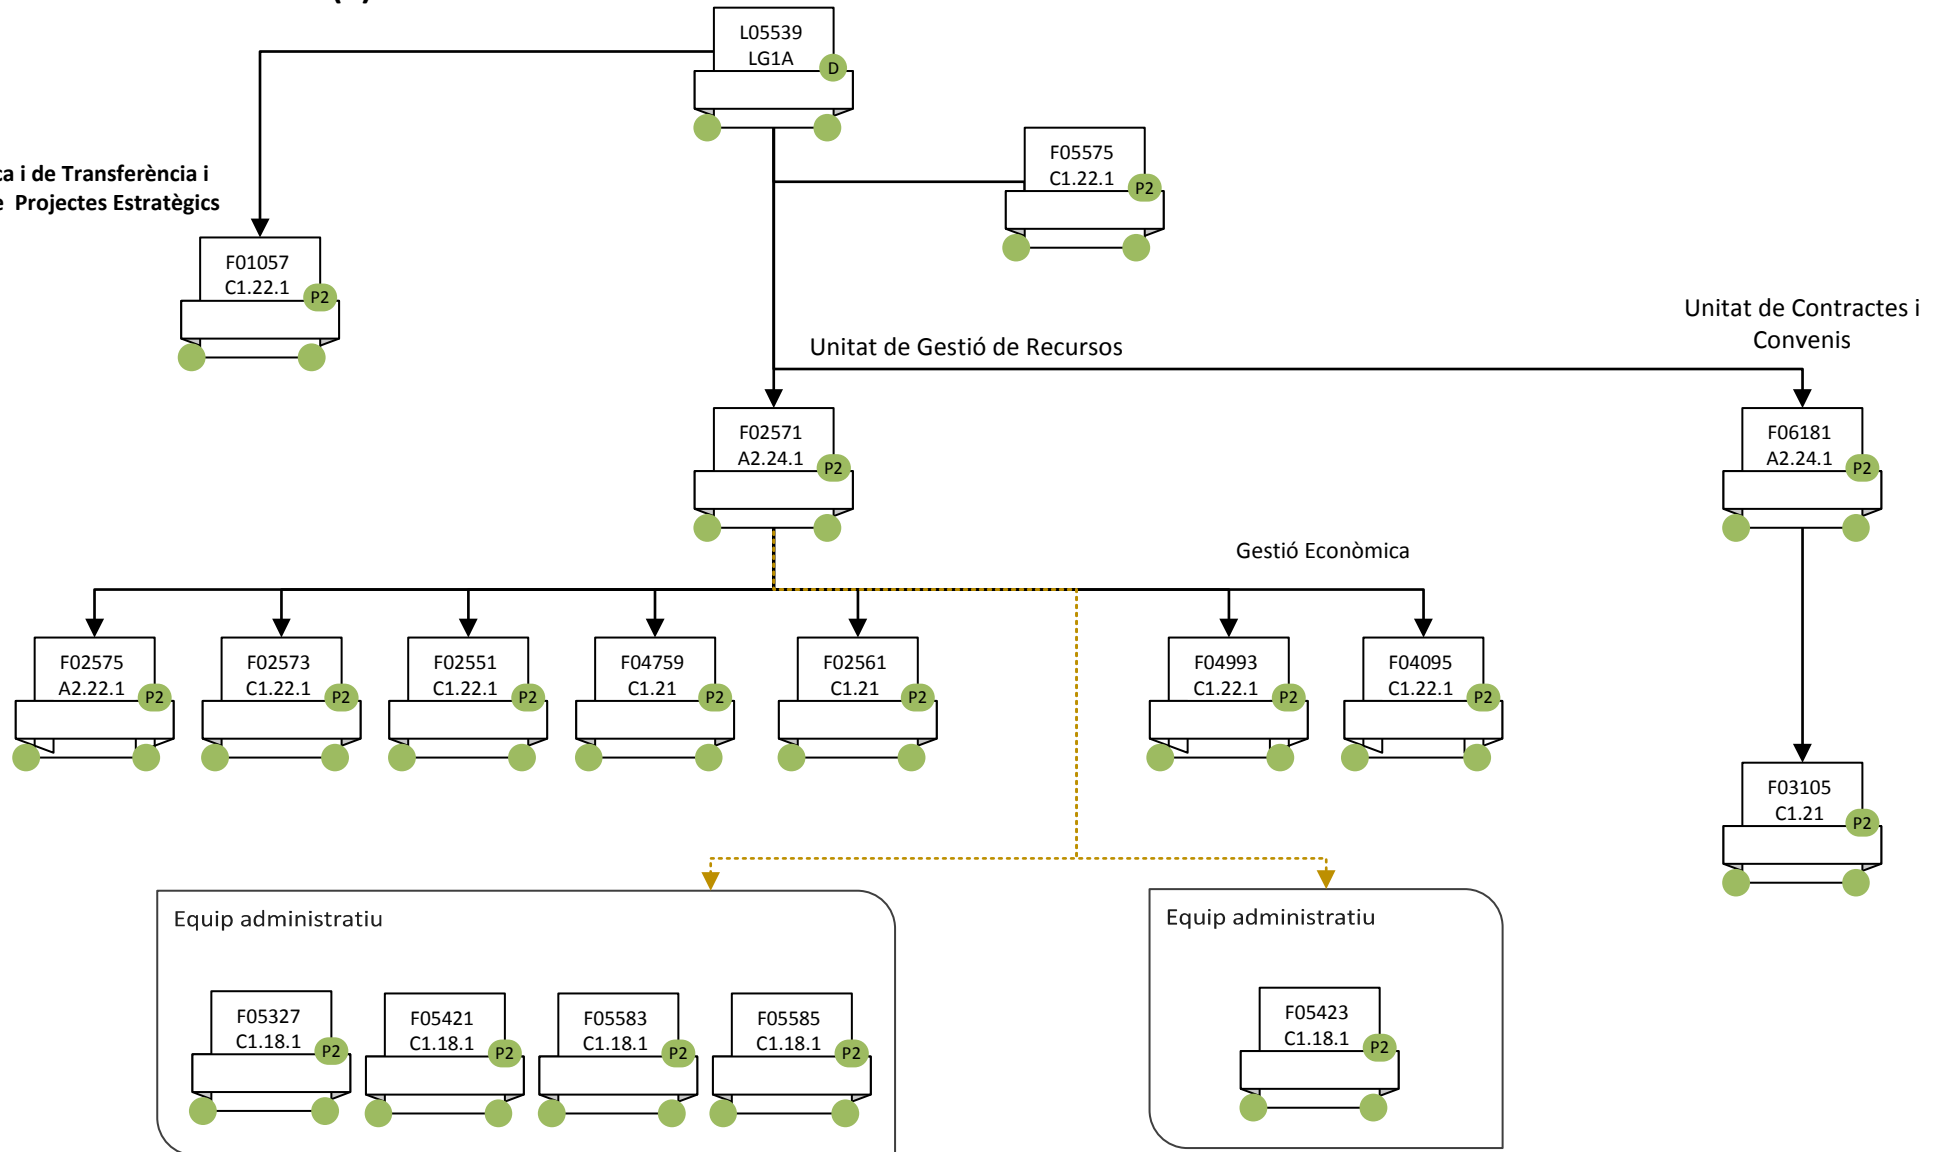 L05539
LG1A
D
F05575
C1.22.1
P2
i de Transferència i
Projectes Estratègics
F01057
C1.22.1
P2
Unitat de Contractes i
Convenis
Unitat de Gestió de Recursos
F02571
A2.24.1
P2
F06181
A2.24.1
P2
Gestió Econòmica
F02575
A2.22.1
P2
F02573
C1.22.1
P2
F02551
C1.22.1
P2
F04759
C1.21
P2
F02561
C1.21
P2
F04993
C1.22.1
P2
F04095
C1.22.1
P2
F03105
C1.21
P2
Equip administratiu
F05327
C1.18.1
P2
F05421
C1.18.1
P2
F05583
C1.18.1
P2
F05585
C1.18.1
P2
Equip administratiu
F05423
C1.18.1
P2